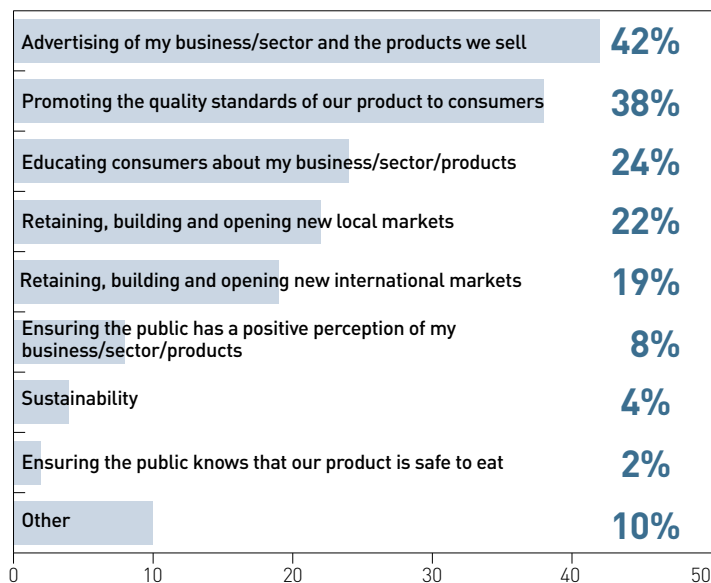 Advertising of my business/sector and the products we sell 42%
Promoting the quality standards of our product to consumers 38%
Educating consumers about my business/sector/products 24%
Retaining, building and opening new local markets 22%
Retaining, building and opening new international markets 19%
Ensuring the public has a positive perception of my
business/sector/products 8%
Sustainability 4%
Ensuring the public knows that our product is safe to eat 2%
Other 10%
0 10 20 30 40 50